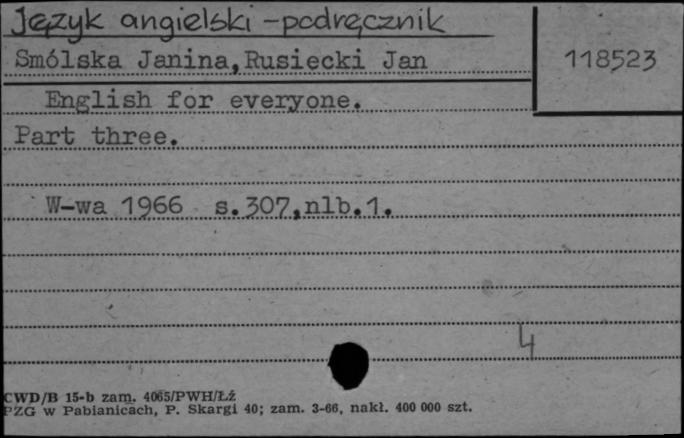 Język angielski - podręcznik
Smólska Janina, Rusiecki Jan
118523
English for everyone.
Part three.
W-wa 1966 s.307,nlb.1.
4
CWD/B 15-b zam. 4065/PWH/Łź
PZG w Pabianicach, P. Skargi 40; zam. 3-66, nakł. 400 000 szt.